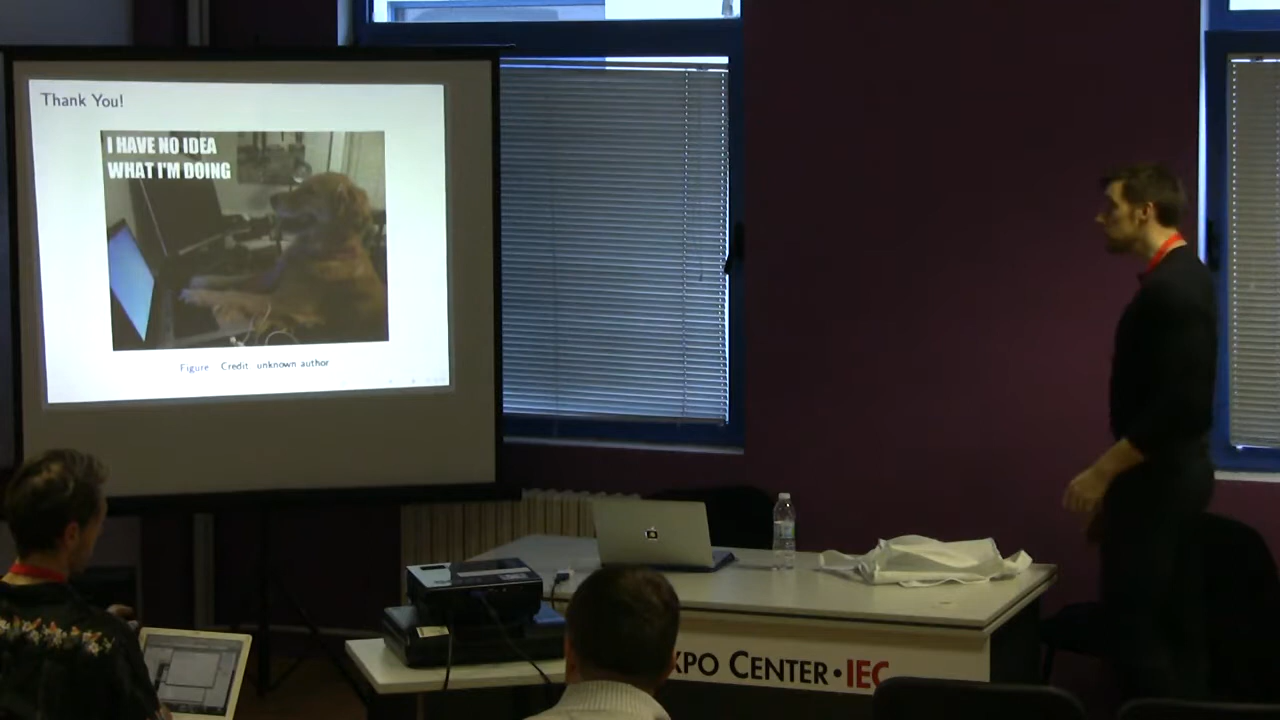 Thank You!
I HAVE NO IDEA
WHAT I'M DOING
Figure Credit unknown author
XPO CENTER·IEC